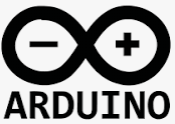 - +
ARDUINO